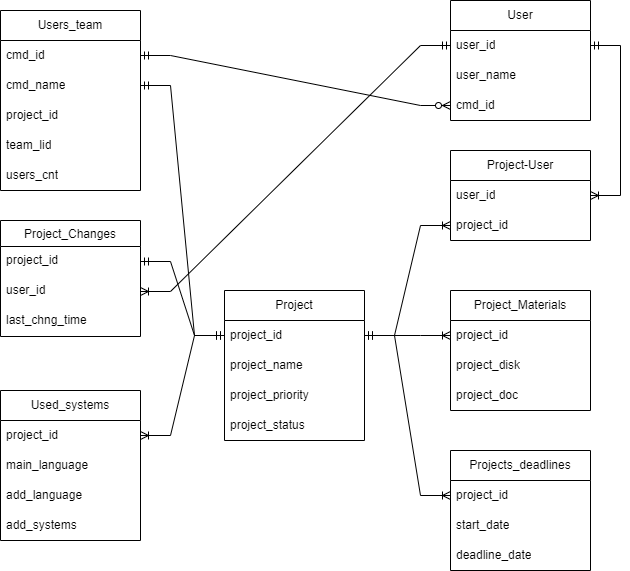 Users_team
cmd_id
cmd_name
project_id
team_lid
users_cnt
User
user_id
user_name
cmd_id
Project-User
user_id
project_id
Project_Changes
project_id
user_id
last_chng_time
Project
project_id
project_name
project_priority
project_status
Project_Materials
project_id
project_disk
project_doc
Used_systems
project_id
main_language
add_language
add_systems
Projects_deadlines
project_id
start_date
deadline_date